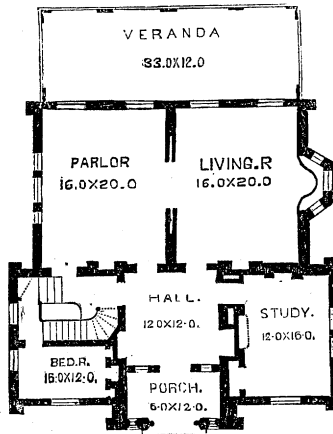 VERANDA
33.0X12.0
PARLOR
16.0X20.0
LIVING.R
16.0X20.0
HALL.
12.0X12.0.
STUDY.
12.0X16.0.
BED.R.
16.0X12.0.
PORCH.
6.0X12.0.